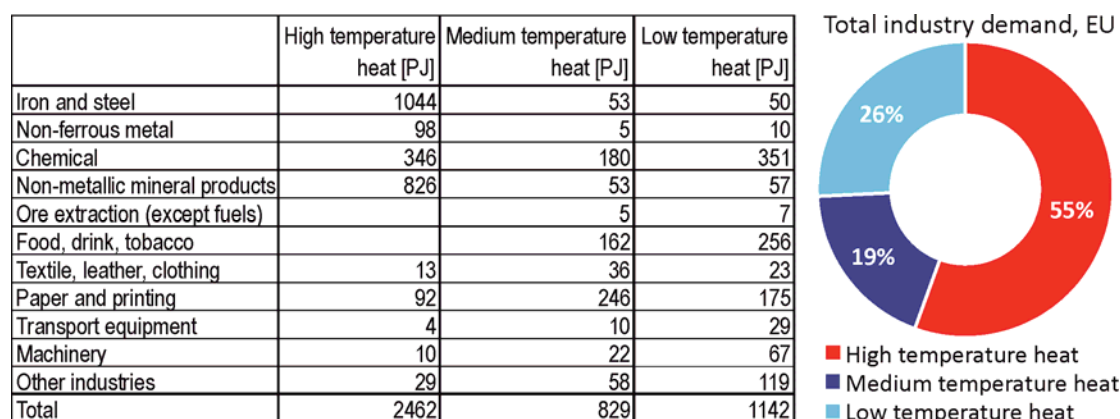 High temperature heat [PJ] Medium temperature heat [PJ] Low temperature heat [PJ]
Iron and steel 1044 53 50
Non-ferrous metal 98 5 10
Chemical 346 180 351
Non-metallic mineral products 826 53 57
Ore extraction (except fuels) 5 7
Food, drink, tobacco 162 256
Textile, leather, clothing 13 36 23
Paper and printing 92 246 175
Transport equipment 4 10 29
Machinery 10 22 67
Other industries 29 58 119
Total 2462 829 1142
Total industry demand, EU
26%
55%
19%
High temperature heat
Medium temperature heat
Low temperature heat